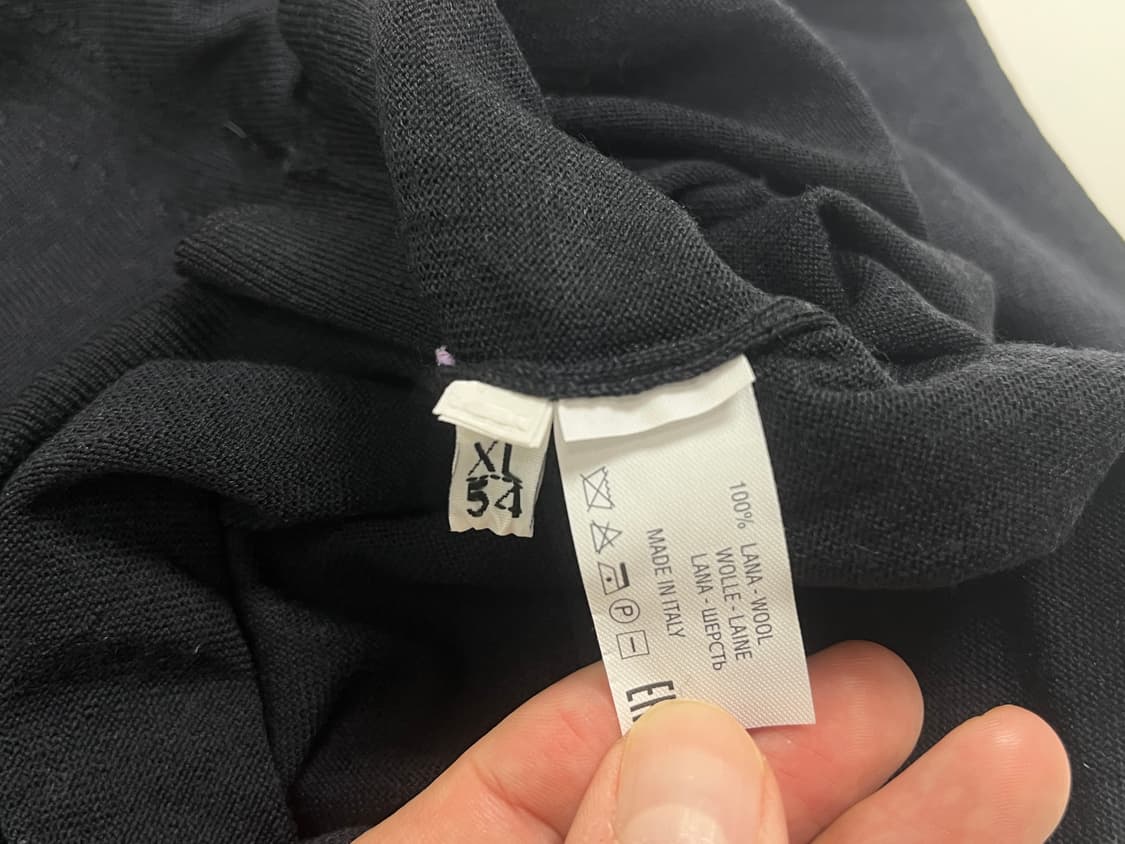 XL
54
100% LANA - WOOL
WOLLE - LAINE
LANA - ШЕРСТЬ
MADE IN ITALY
P